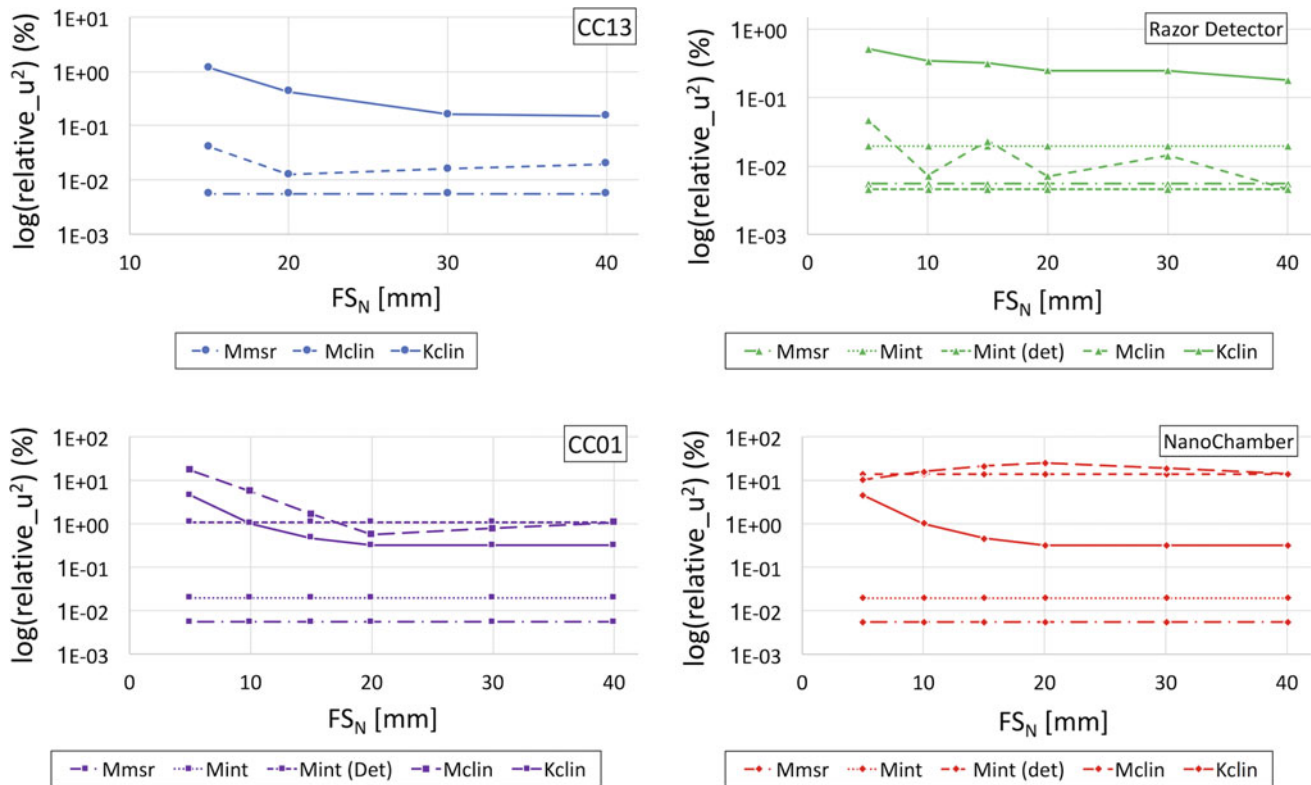 CC13
log(relative_u²) (%)
1E+01
1E+00
1E-01
1E-02
1E-03
10 20 30 40
FS_N [mm]
Mmsr Mclin Kclin
Razor Detector
log(relative_u²) (%)
1E+00
1E-01
1E-02
1E-03
0 10 20 30 40
FS_N [mm]
Mmsr Mint Mint (det) Mclin Kclin
CC01
log(relative_u²) (%)
1E+02
1E+01
1E+00
1E-01
1E-02
1E-03
0 10 20 30 40
FS_N [mm]
Mmsr Mint Mint (Det) Mclin Kclin
NanoChamber
log(relative_u²) (%)
1E+02
1E+01
1E+00
1E-01
1E-02
1E-03
0 10 20 30 40
FS_N [mm]
Mmsr Mint Mint (det) Mclin Kclin